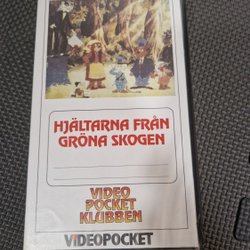 HJÄLTARNA FRÅN
GRÖNA SKOGEN
VIDEO
POCKET
KLUBBEN
VIDEOPOCKET